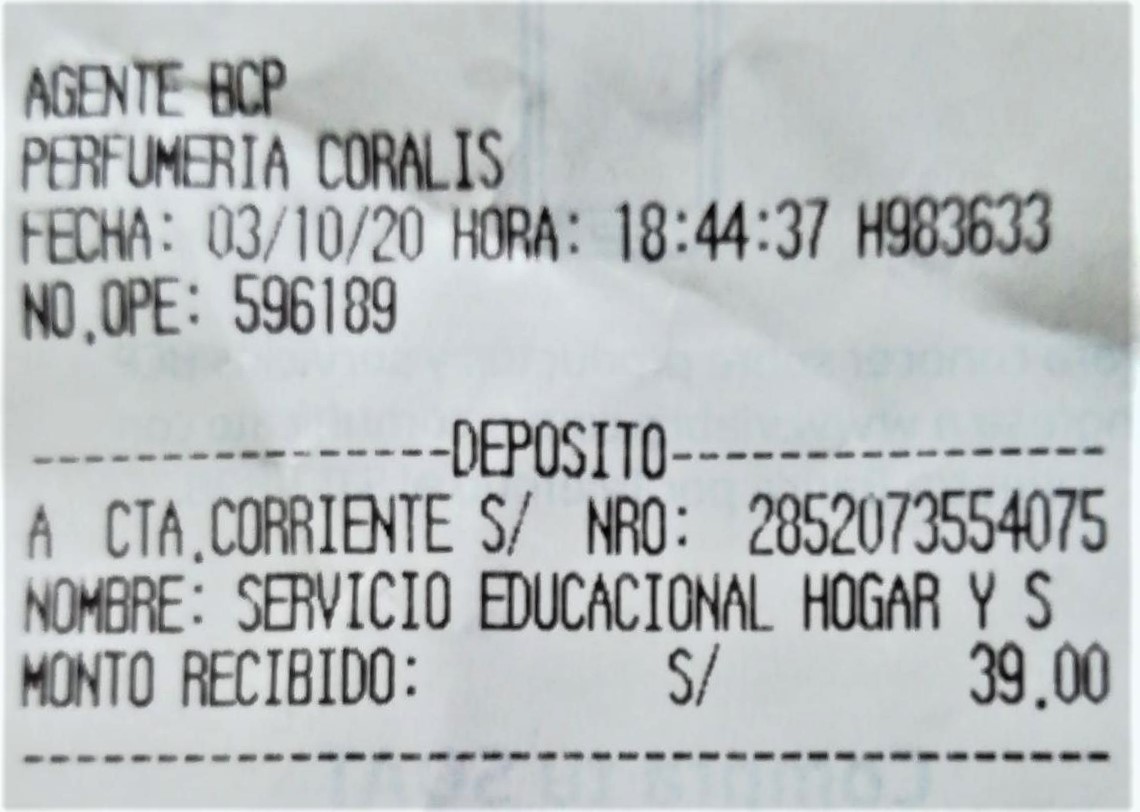 AGENTE BCP
PERFUMERIA CORALIS
FECHA: 03/10/20 HORA: 18:44:37 H983633
NO.OPE: 596189
-----------------DEPOSITO-----------------
A CTA.CORRIENTE S/ NRO: 2852073554075
NOMBRE: SERVICIO EDUCACIONAL HOGAR Y S
MONTO RECIBIDO: S/ 39.00